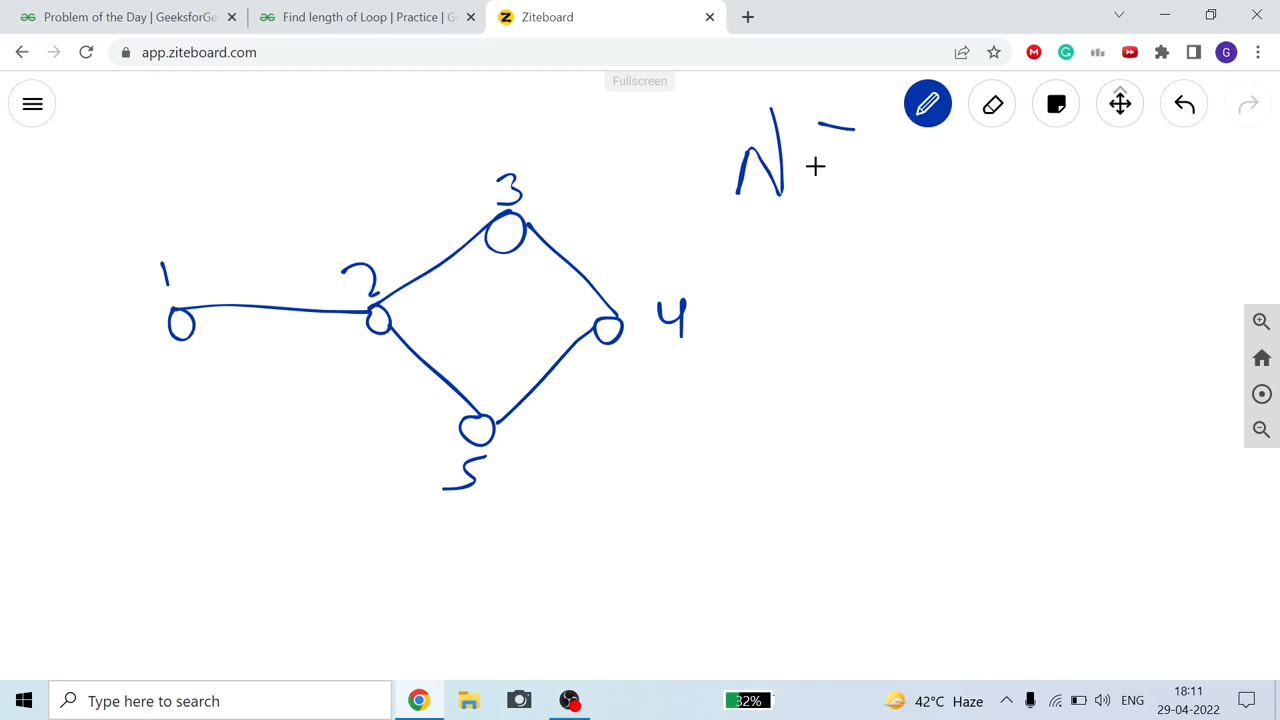 Problem of the Day | GeeksforGe
Find length of Loop | Practice | G
Ziteboard
app.ziteboard.com
Fullscreen
N
3
1
2
4
5
32%
Type here to search
42°C Haze
ENG
18:11
29-04-2022